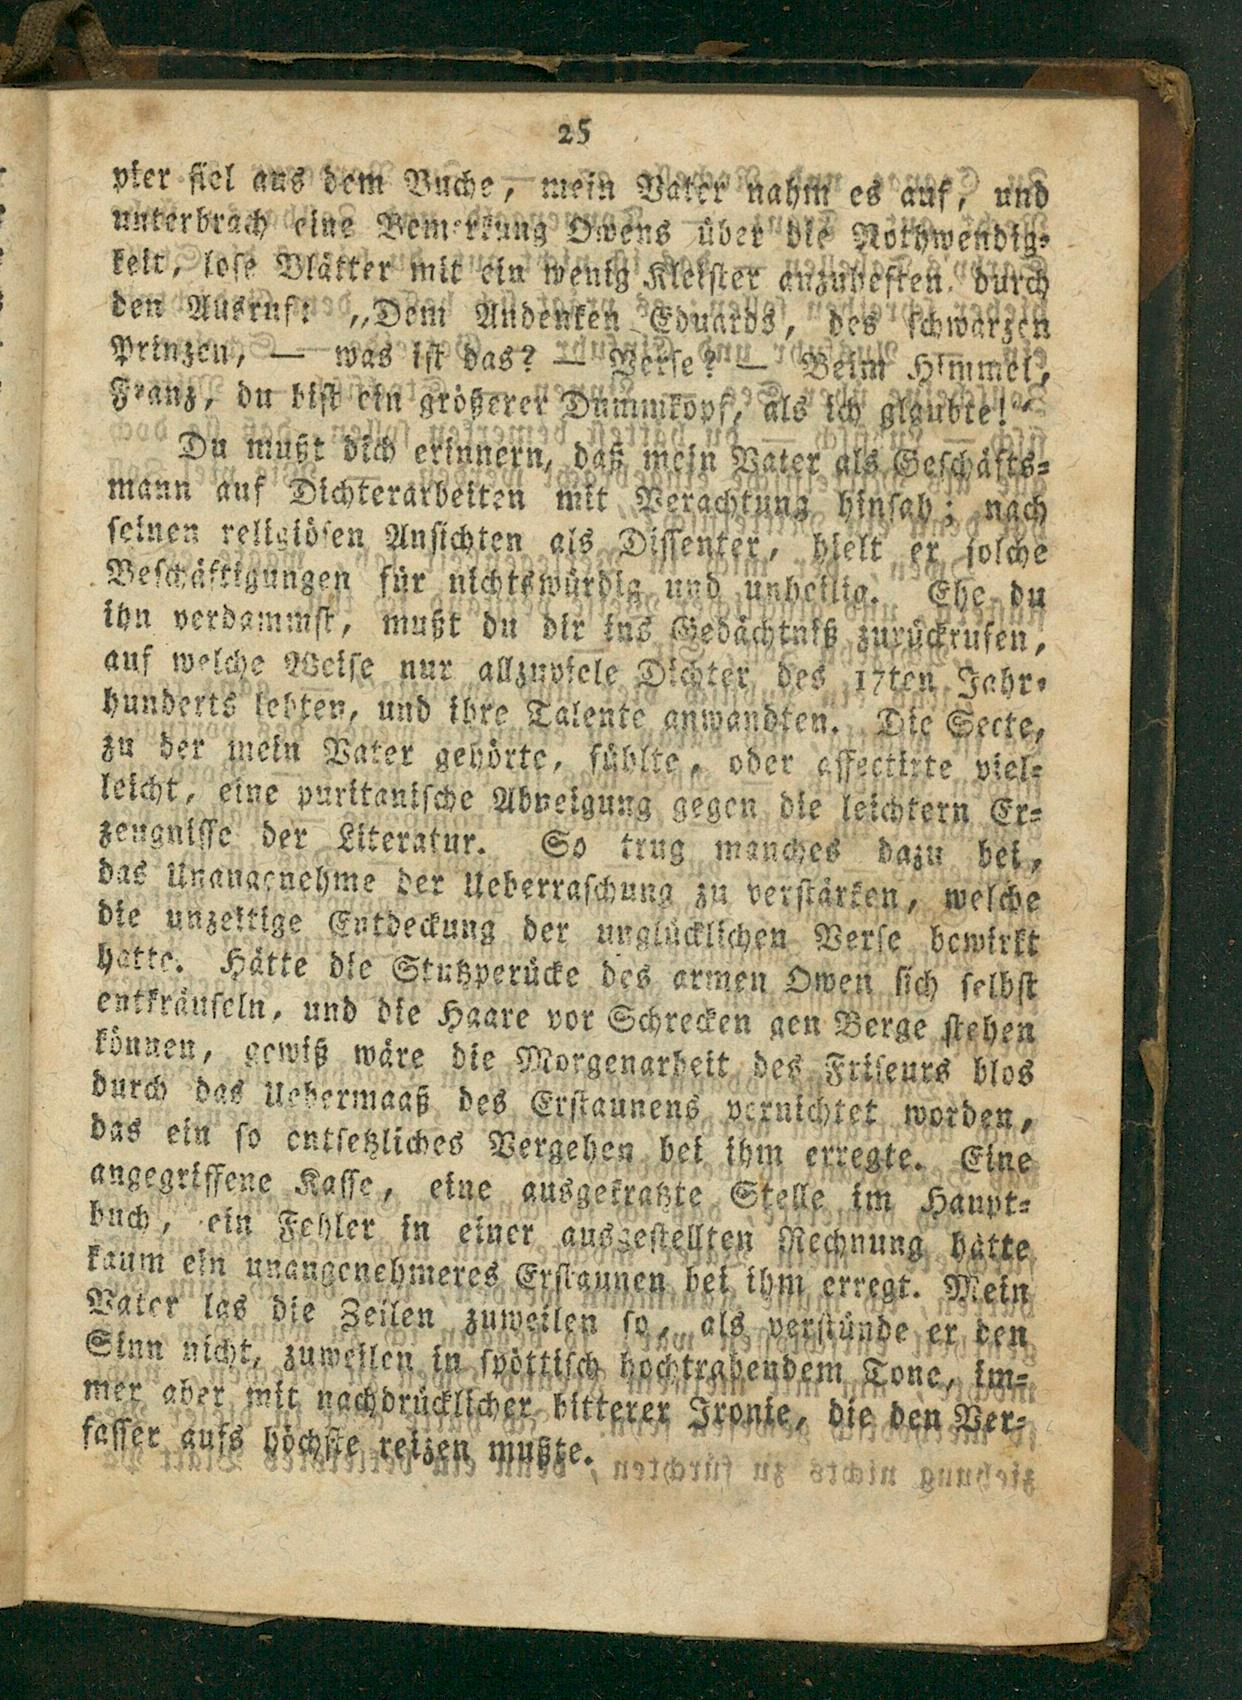 25
pier fiel aus dem Buche, mein Vater nahm es auf, und
unterbrach eine Bemerkung Owens über die Nothwendig-
keit, lose Blätter mit ein wenig Kleister anzuheften, durch
den Ausruf: „Dem Andenken Eduards, des schwarzen
Prinzen, — was ist das? — Verse? — Beim Himmel,
Franz, du bist ein größerer Dummkopf, als ich glaubte!“
Du mußt dich erinnern, daß mein Vater als Geschäfts-
mann auf Dichterarbeiten mit Verachtung hinsah; nach
seinen religiösen Ansichten als Dissenter, hielt er solche
Beschäftigungen für nichtswürdig und unheilig. Ehe du
ihn verdammst, mußt du dir ins Gedächtniß zurückrufen,
auf welche Weise nur allzuviele Dichter des 17ten Jahr-
hunderts lebten, und ihre Talente anwandten. Die Secte,
zu der mein Vater gehörte, fühlte, oder affectirte viel-
leicht, eine puritanische Abneigung gegen die leichtern Er-
zeugnisse der Literatur. So trug manches dazu bei,
das Unangenehme der Ueberraschung zu verstärken, welche
die unzeitige Entdeckung der unglücklichen Verse bewirkt
hatte. Hätte die Stutzperücke des armen Owen sich selbst
entkräuseln, und die Haare vor Schrecken gen Berge stehen
können, gewiß wäre die Morgenarbeit des Friseurs blos
durch das Uebermaaß des Erstaunens vernichtet worden,
das ein so entsetzliches Vergehen bei ihm erregte. Eine
angegriffene Kasse, eine ausgekratzte Stelle im Haupt-
buch, ein Fehler in einer ausgestellten Rechnung hätte
kaum ein unangenehmeres Erstaunen bei ihm erregt. Mein
Vater las die Zeilen zuweilen so, als verstünde er den
Sinn nicht, zuweilen in spöttisch hochtrabendem Tone, im-
mer aber mit nachdrücklicher bitterer Ironie, die den Ver-
fasser aufs höchste reizen mußte.